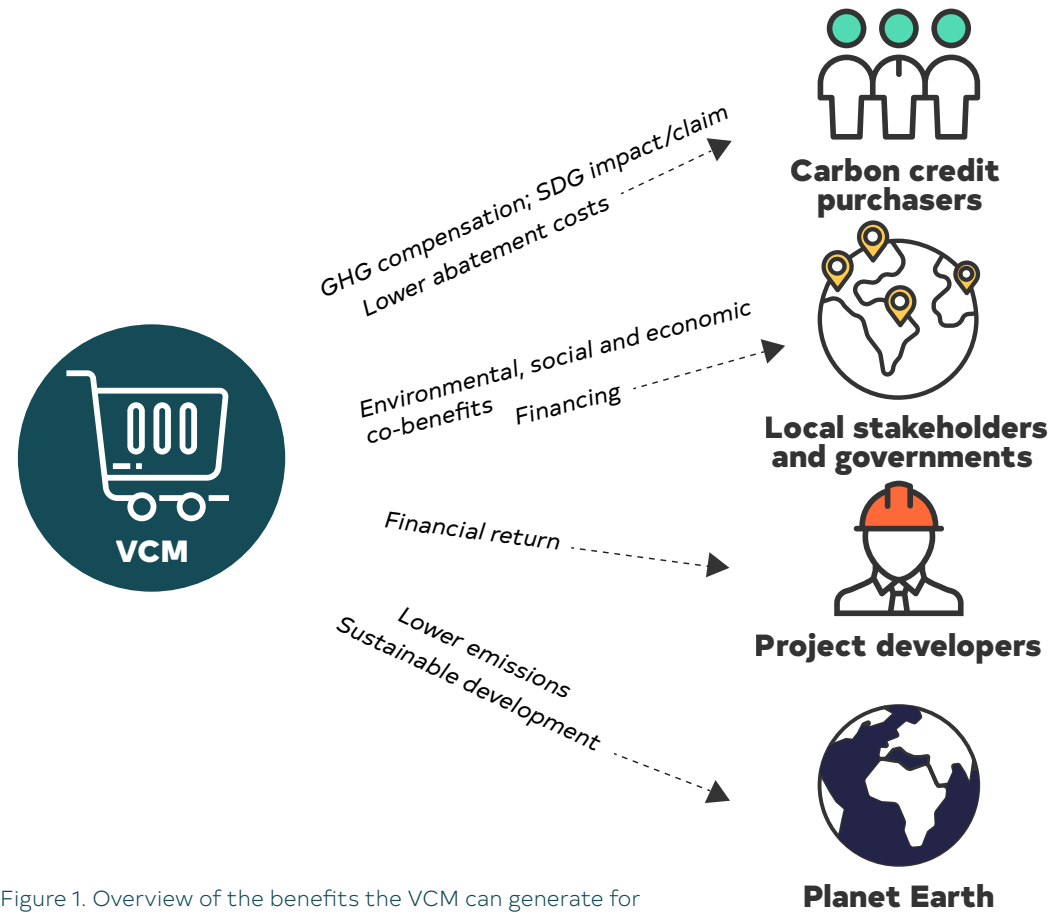 GHG compensation; SDG impact/claim
Lower abatement costs
Carbon credit
purchasers
Environmental, social and economic
co-benefits
Financing
Local stakeholders
and governments
VCM
Financial return
Project developers
Lower emissions
Sustainable development
Planet Earth
Figure 1. Overview of the benefits the VCM can generate for